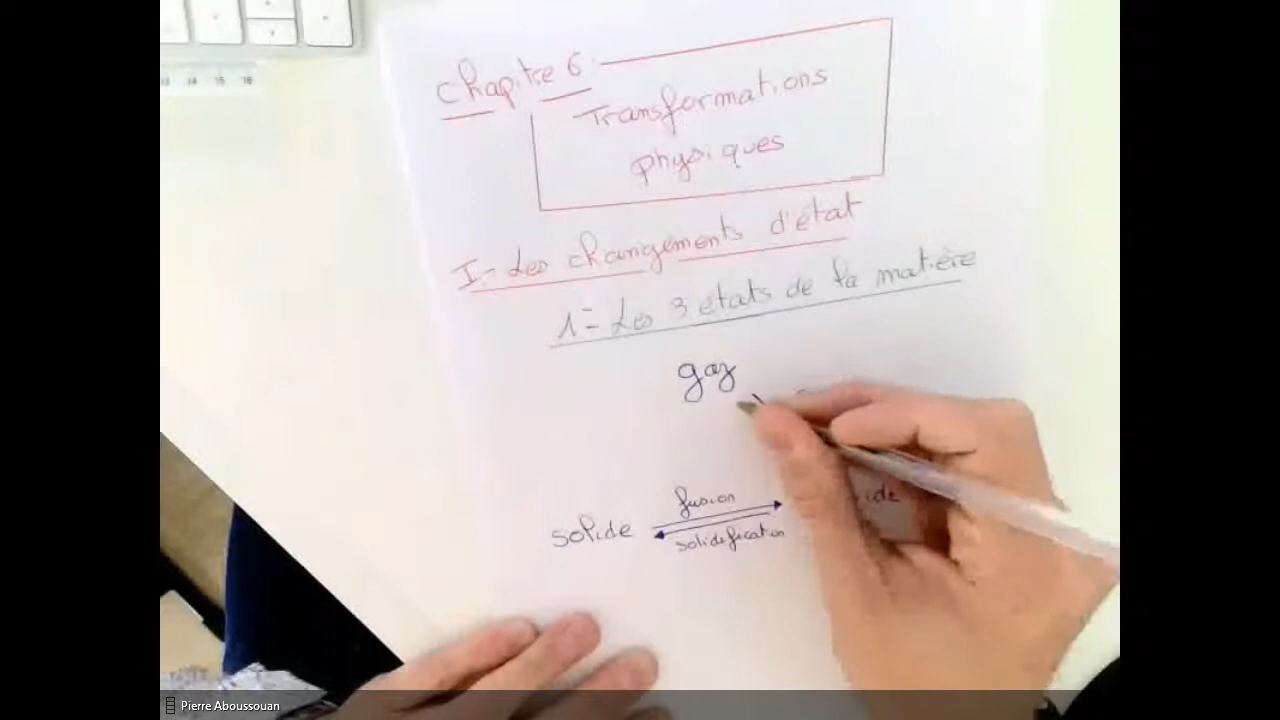 Chapitre 6:
Transformations
physiques
I - Les changements d'état
1 - Les 3 états de la matière
gaz
fusion
solide
solidefication
Pierre Aboussouan